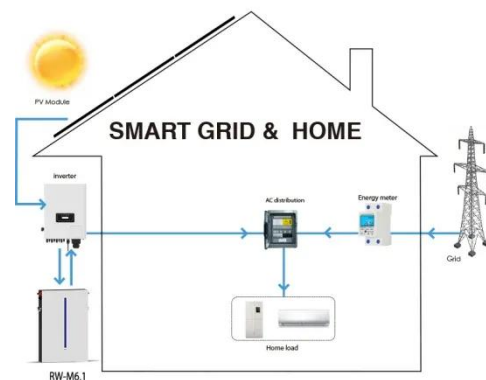 PV Module
SMART GRID & HOME
Inverter
AC distribution
Energy meter
Grid
Home load
RW-M6.1